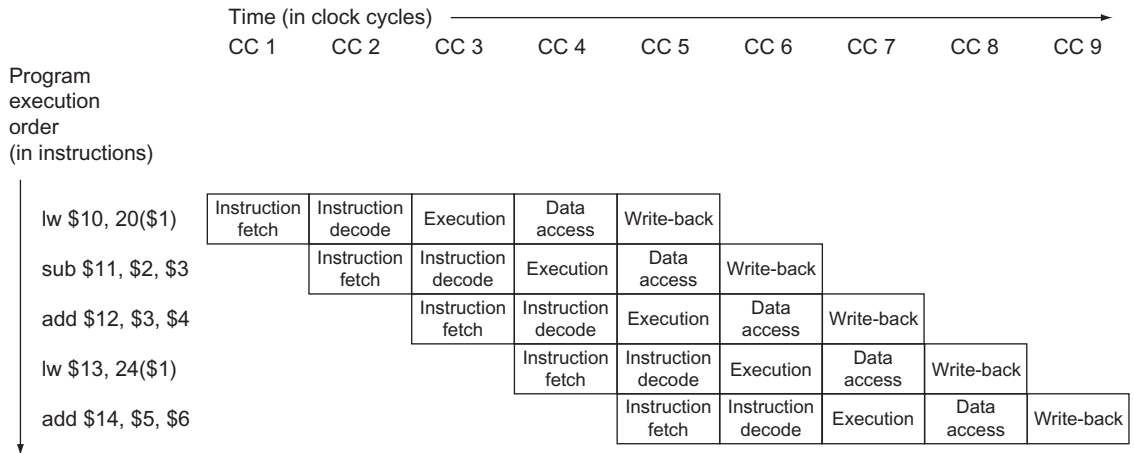 Time (in clock cycles)
CC 1 CC 2 CC 3 CC 4 CC 5 CC 6 CC 7 CC 8 CC 9
Program
execution
order
(in instructions)
lw $10, 20($1) Instruction fetch Instruction decode Execution Data access Write-back
sub $11, $2, $3 Instruction fetch Instruction decode Execution Data access Write-back
add $12, $3, $4 Instruction fetch Instruction decode Execution Data access Write-back
lw $13, 24($1) Instruction fetch Instruction decode Execution Data access Write-back
add $14, $5, $6 Instruction fetch Instruction decode Execution Data access Write-back